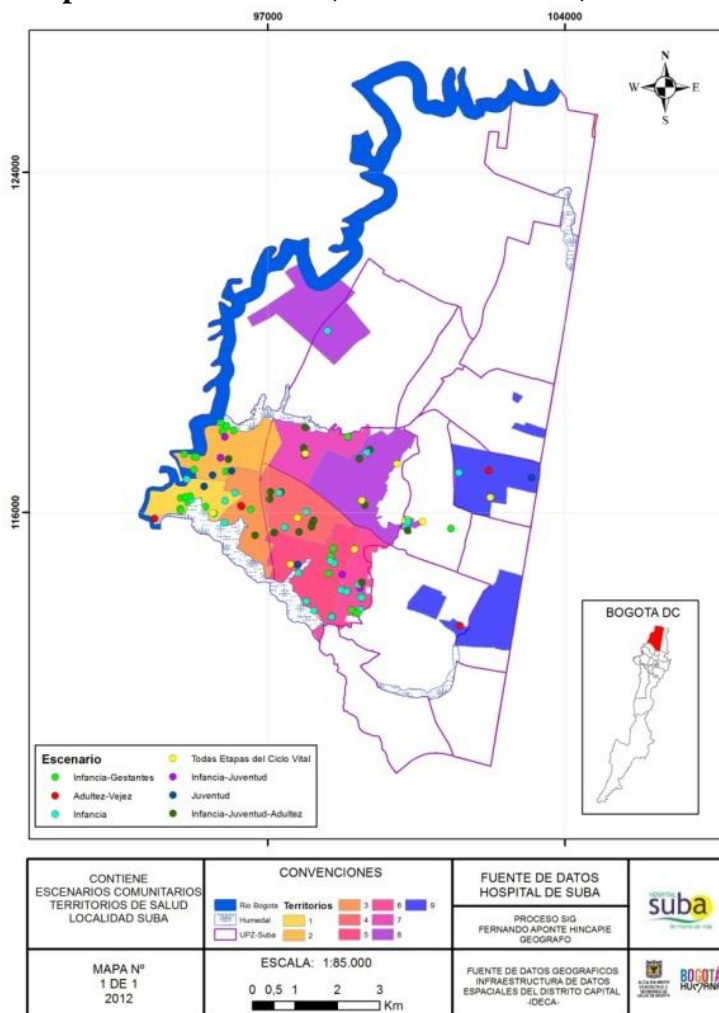 97000
104000
N
W E
S
124000
124000
116000
116000
BOGOTA DC
Escenario
Infancia-Gestantes
Adultez-Vejez
Infancia
Todas Etapas del Ciclo Vital
Infancia-Juventud
Juventud
Infancia-Juventud-Adultez
CONTIENE
ESCENARIOS COMUNITARIOS
TERRITORIOS DE SALUD
LOCALIDAD SUBA
MAPA Nº
1 DE 1
2012
CONVENCIONES
Rio Bogota
Humedal
UPZ-Suba
Territorios
1
2
3
4
5
6
7
8
9
ESCALA: 1:85.000
0 0,5 1 2 3
Km
FUENTE DE DATOS
HOSPITAL DE SUBA
PROCESO SIG
FERNANDO APONTE HINCAPIE
GEOGRAFO
FUENTE DE DATOS GEOGRAFICOS
INFRAESTRUCTURA DE DATOS
ESPACIALES DEL DISTRITO CAPITAL
-IDECA-
HOSPITAL
suba
BOGOTÁ
HUMANA